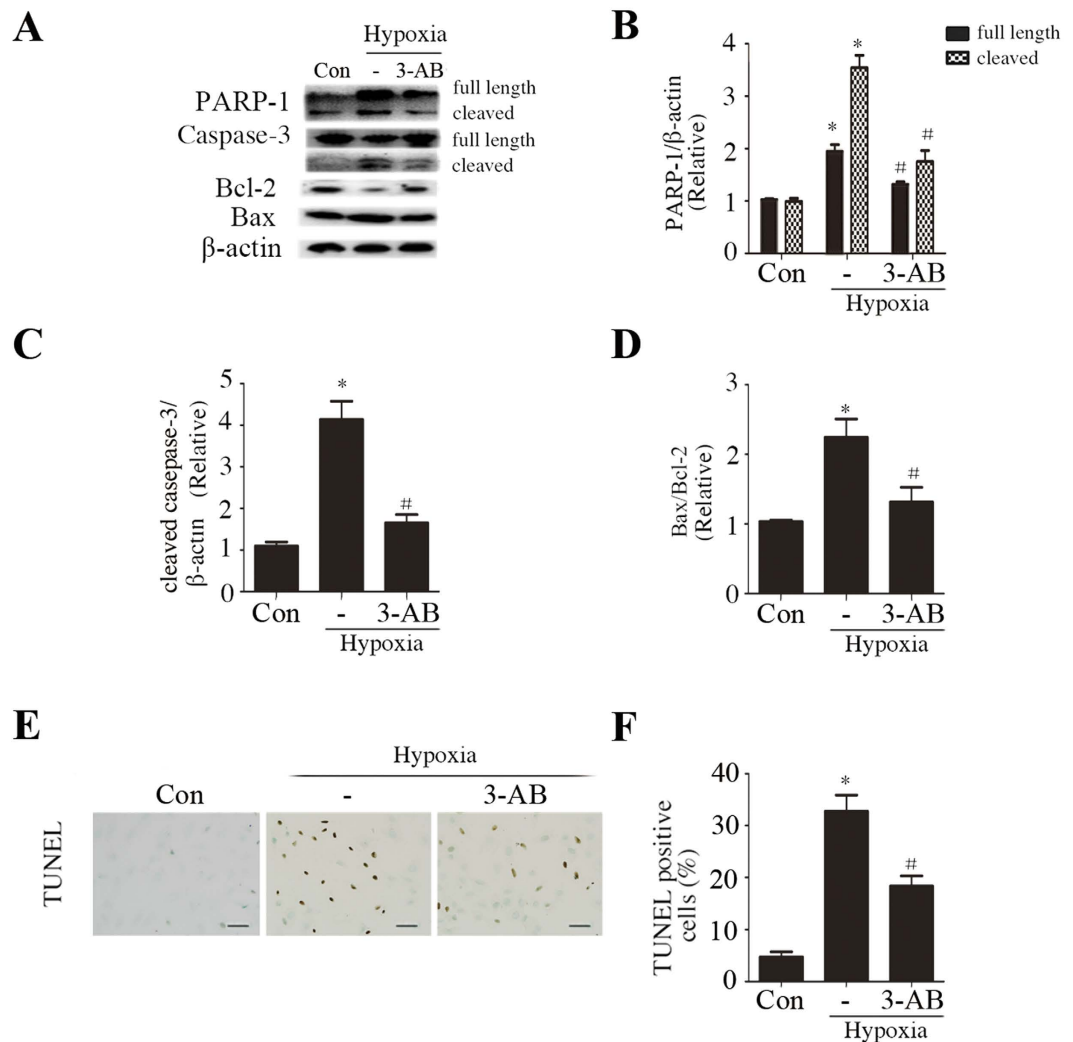 A
Hypoxia
Con - 3-AB
PARP-1
full length
cleaved
Caspase-3
full length
cleaved
Bcl-2
Bax
β-actin
B
full length
cleaved
PARP-1/β-actin
(Relative)
4
3
2
1
0
*
*
#
#
Con - 3-AB
Hypoxia
C
cleaved casepase-3/
β-actin (Relative)
5
4
3
2
1
0
*
#
Con - 3-AB
Hypoxia
D
Bax/Bcl-2
(Relative)
3
2
1
0
*
#
Con - 3-AB
Hypoxia
E
Hypoxia
Con - 3-AB
TUNEL
F
TUNEL positive
cells (%)
40
30
20
10
0
*
#
Con - 3-AB
Hypoxia